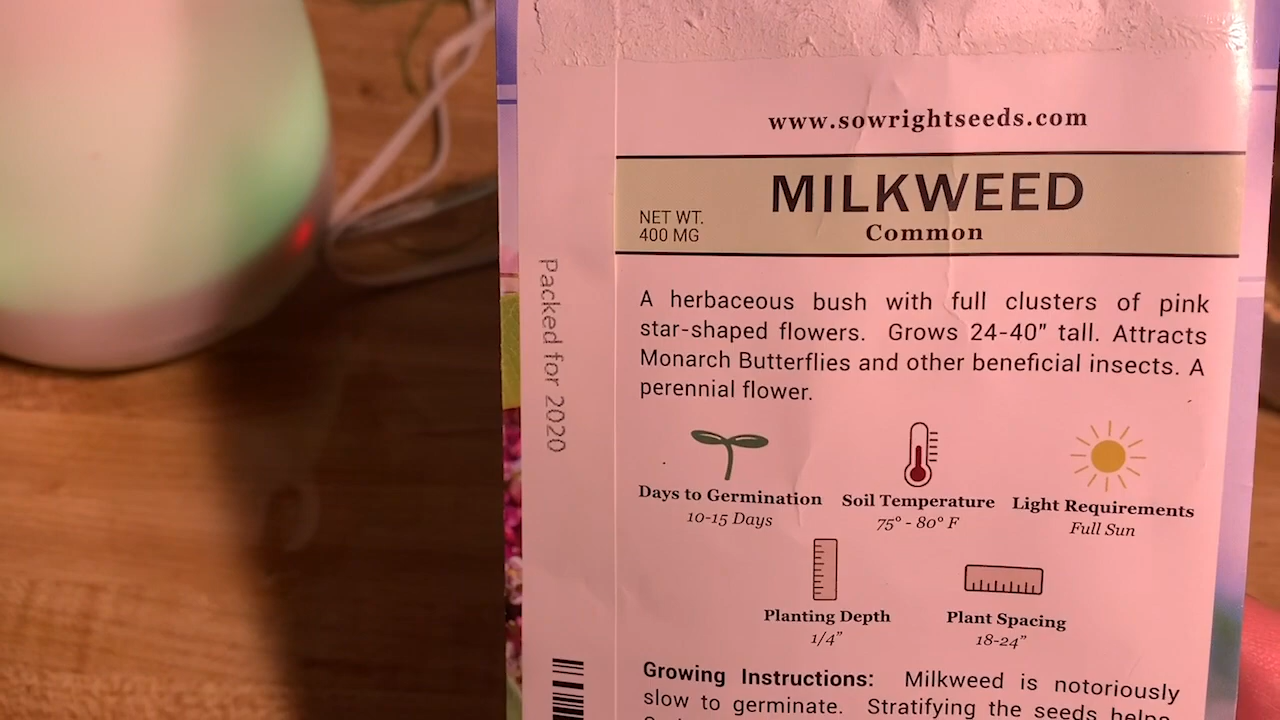 www.sowrightseeds.com
MILKWEED
NET WT.
400 MG
Common
Packed for 2020
A herbaceous bush with full clusters of pink
star-shaped flowers. Grows 24-40" tall. Attracts
Monarch Butterflies and other beneficial insects. A
perennial flower.
Days to Germination
10-15 Days
Soil Temperature
75° - 80° F
Light Requirements
Full Sun
Planting Depth
1/4"
Plant Spacing
18-24"
Growing Instructions: Milkweed is notoriously
slow to germinate. Stratifying the seeds helps